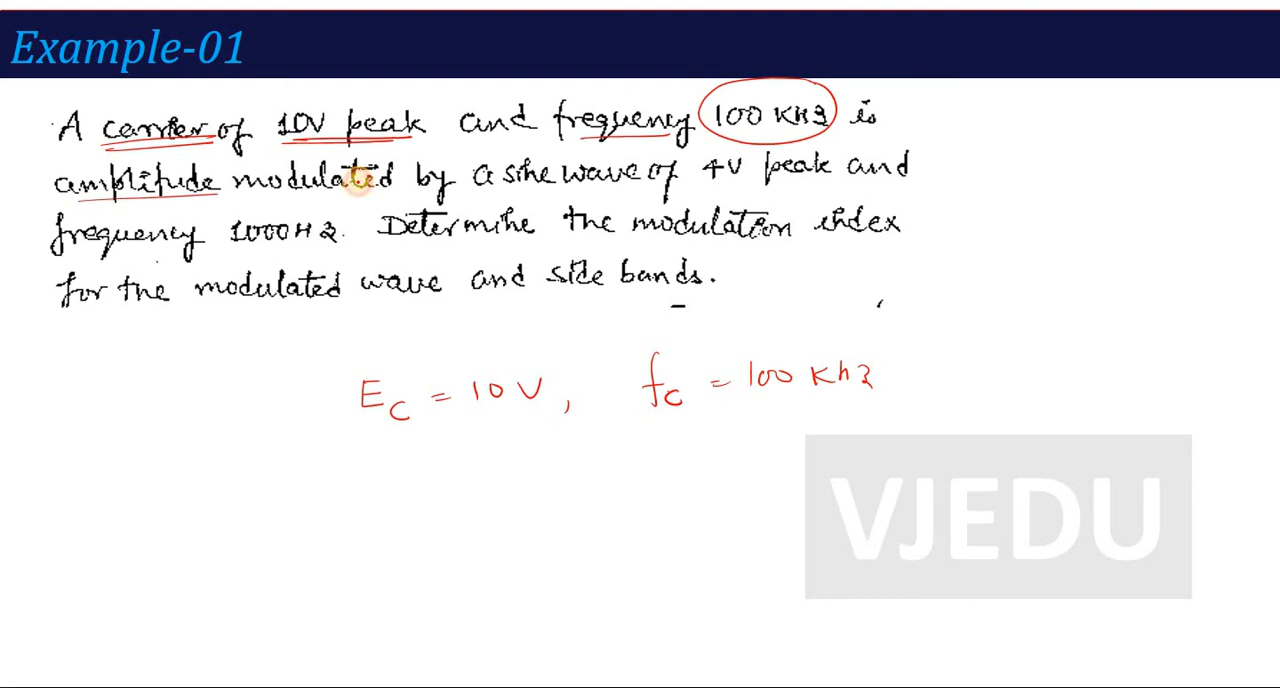 Example-01
A carrier of 10V peak and frequency 100 KHz is
amplitude modulated by a sine wave of 4V peak and
frequency 1000Hz. Determine the modulation index
for the modulated wave and side bands.
Ec = 10V, fc = 100 Khz
VJEDU